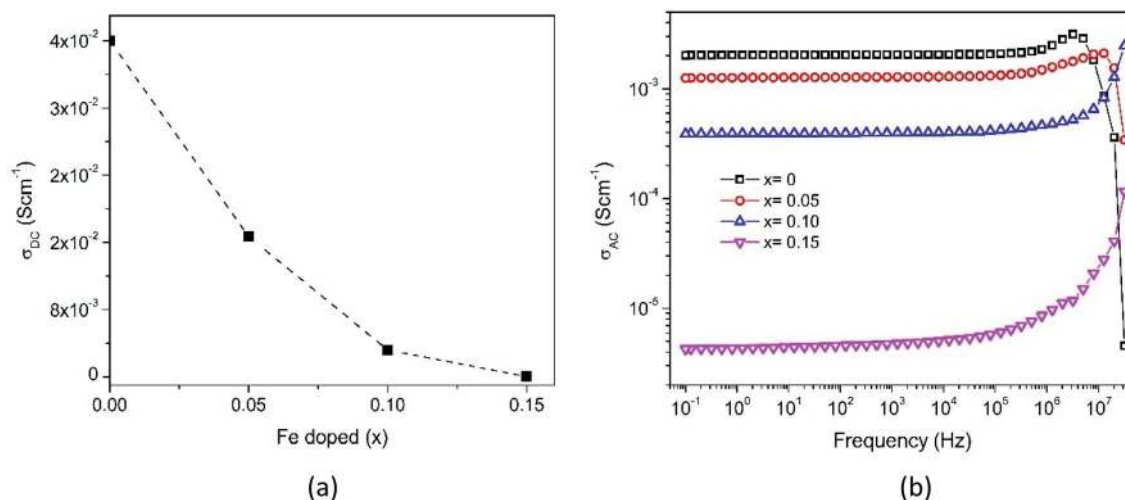 4x10⁻²
3x10⁻²
2x10⁻²
2x10⁻²
8x10⁻³
0
σDC (Scm⁻¹)
0.00 0.05 0.10 0.15
Fe doped (x)
(a)
10⁻³
10⁻⁴
10⁻⁵
σAC (Scm⁻¹)
x= 0
x= 0.05
x= 0.10
x= 0.15
10⁻¹ 10⁰ 10¹ 10² 10³ 10⁴ 10⁵ 10⁶ 10⁷
Frequency (Hz)
(b)